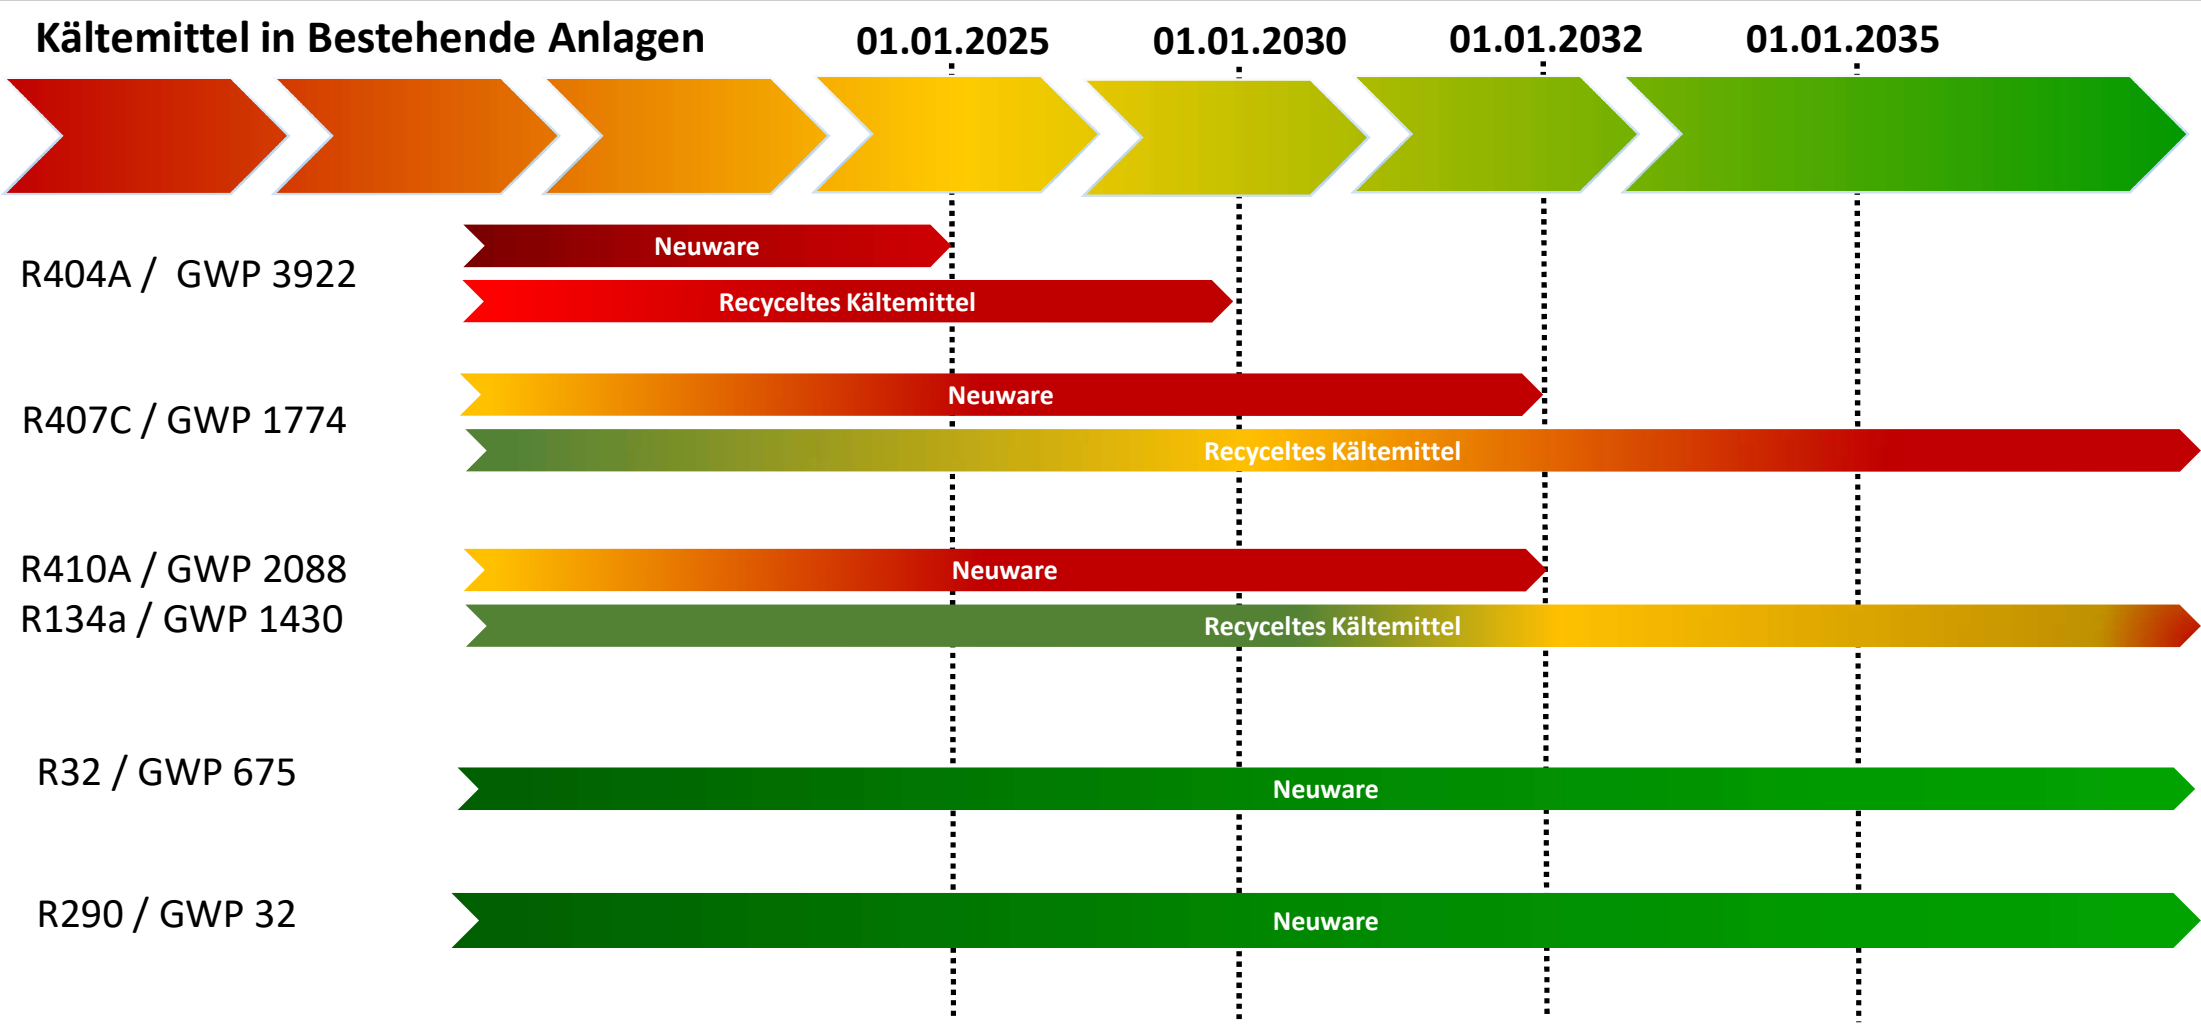 Kältemittel in Bestehende Anlagen
01.01.2025
01.01.2030
01.01.2032
01.01.2035
R404A / GWP 3922
Neuware
Recyceltes Kältemittel
R407C / GWP 1774
Neuware
Recyceltes Kältemittel
R410A / GWP 2088
R134a / GWP 1430
Neuware
Recyceltes Kältemittel
R32 / GWP 675
Neuware
R290 / GWP 32
Neuware